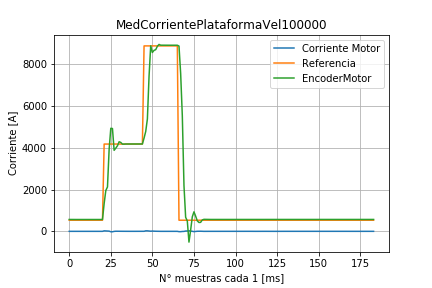 MedCorrientePlataformaVel100000
Corriente Motor
Referencia
EncoderMotor
Corriente [A]
8000
6000
4000
2000
0
0 25 50 75 100 125 150 175
N° muestras cada 1 [ms]